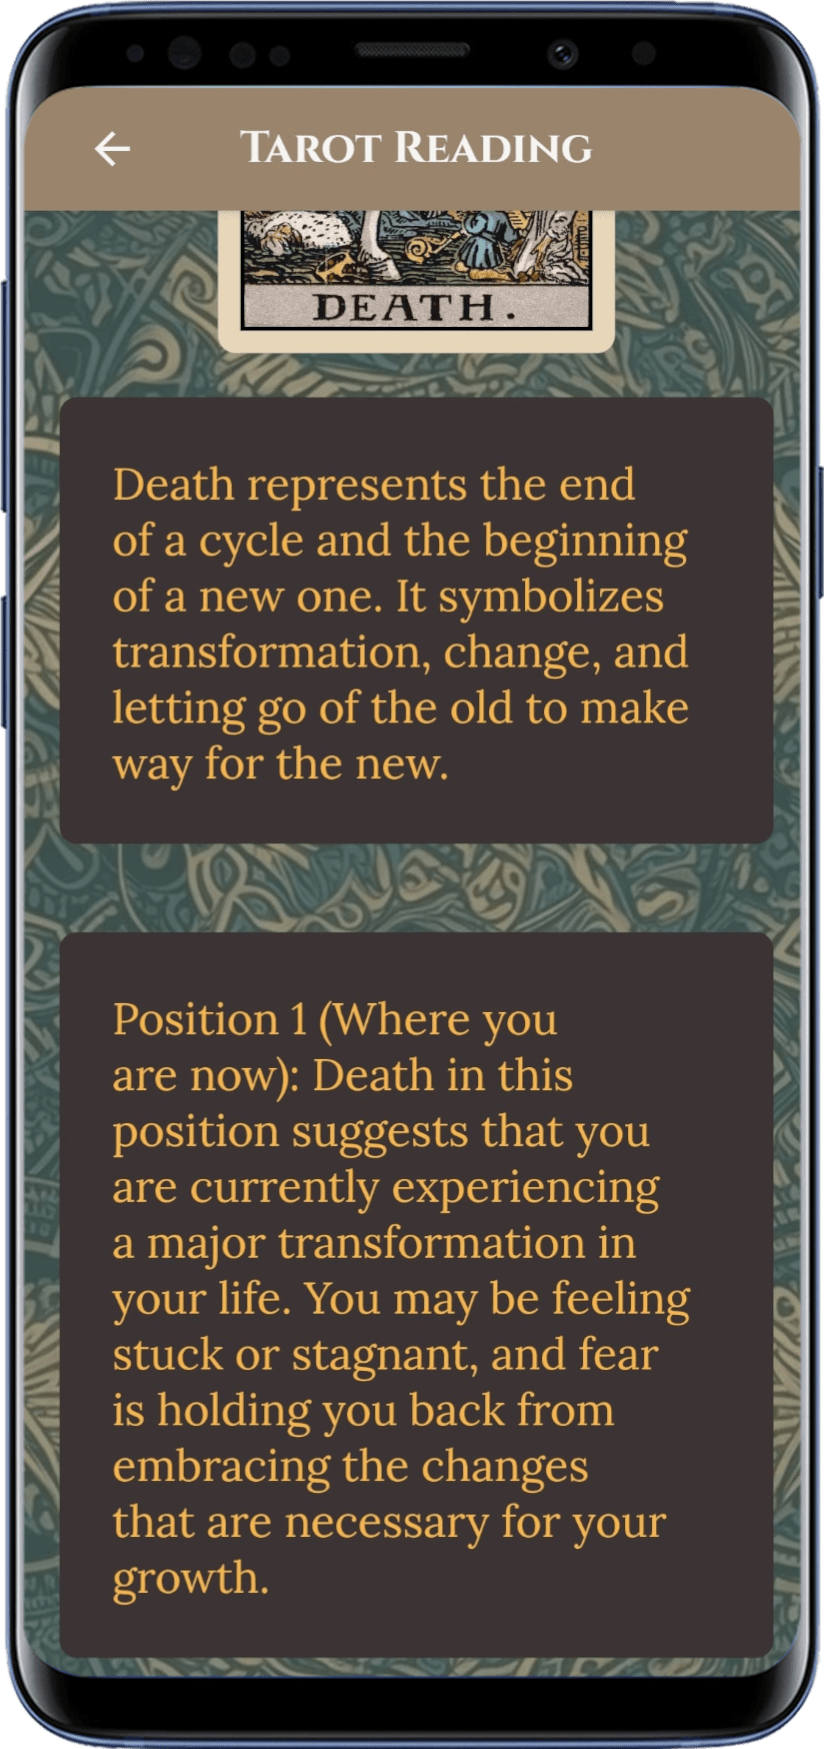 TAROT READING
DEATH.
Death represents the end
of a cycle and the beginning
of a new one. It symbolizes
transformation, change, and
letting go of the old to make
way for the new.
Position 1 (Where you
are now): Death in this
position suggests that you
are currently experiencing
a major transformation in
your life. You may be feeling
stuck or stagnant, and fear
is holding you back from
embracing the changes
that are necessary for your
growth.